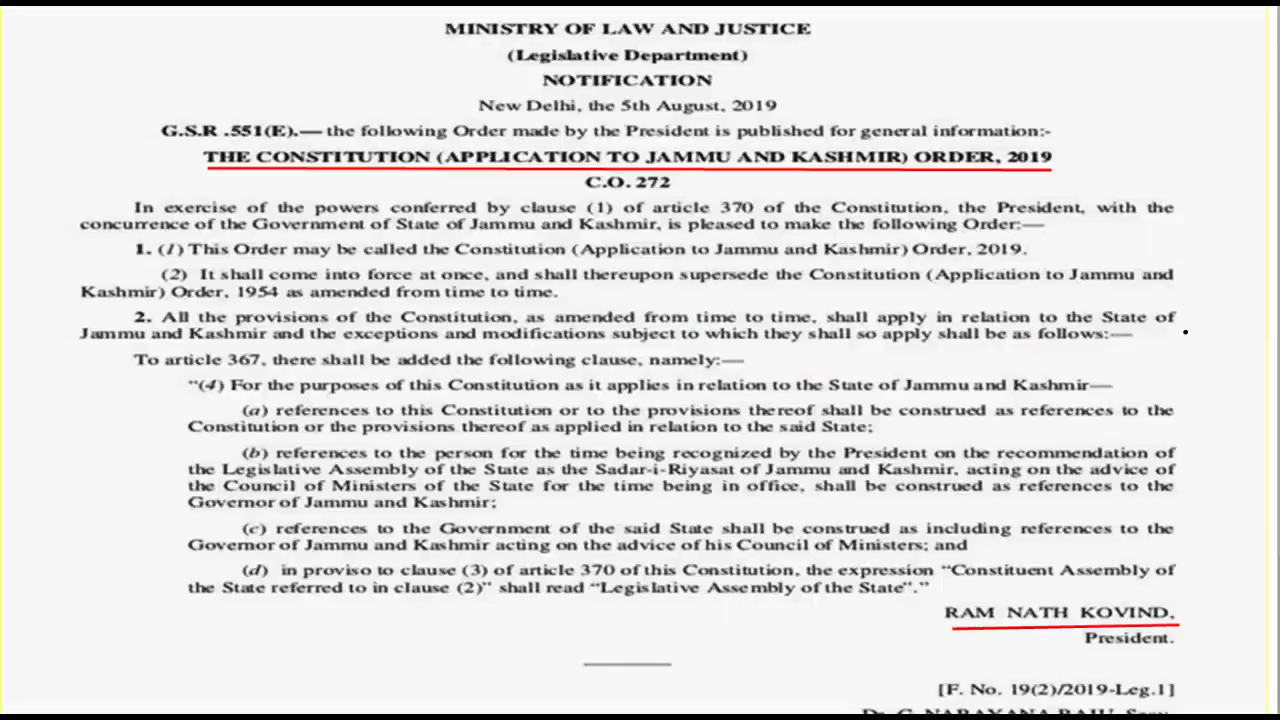 MINISTRY OF LAW AND JUSTICE
(Legislative Department)
NOTIFICATION
New Delhi, the 5th August, 2019
G.S.R .551(E).— the following Order made by the President is published for general information:-
THE CONSTITUTION (APPLICATION TO JAMMU AND KASHMIR) ORDER, 2019
C.O. 272
In exercise of the powers conferred by clause (1) of article 370 of the Constitution, the President, with the
concurrence of the Government of State of Jammu and Kashmir, is pleased to make the following Order:—
1. (1) This Order may be called the Constitution (Application to Jammu and Kashmir) Order, 2019.
(2) It shall come into force at once, and shall thereupon supersede the Constitution (Application to Jammu and
Kashmir) Order, 1954 as amended from time to time.
2. All the provisions of the Constitution, as amended from time to time, shall apply in relation to the State of
Jammu and Kashmir and the exceptions and modifications subject to which they shall so apply shall be as follows:—
To article 367, there shall be added the following clause, namely:—
“(4) For the purposes of this Constitution as it applies in relation to the State of Jammu and Kashmir—
(a) references to this Constitution or to the provisions thereof shall be construed as references to the
Constitution or the provisions thereof as applied in relation to the said State;
(b) references to the person for the time being recognized by the President on the recommendation of
the Legislative Assembly of the State as the Sadar-i-Riyasat of Jammu and Kashmir, acting on the advice of
the Council of Ministers of the State for the time being in office, shall be construed as references to the
Governor of Jammu and Kashmir;
(c) references to the Government of the said State shall be construed as including references to the
Governor of Jammu and Kashmir acting on the advice of his Council of Ministers; and
(d) in proviso to clause (3) of article 370 of this Constitution, the expression “Constituent Assembly of
the State referred to in clause (2)” shall read “Legislative Assembly of the State”.”
RAM NATH KOVIND,
President.
[F. No. 19(2)/2019-Leg.1]
Dr. G. NARAYANA RAJU, Secy.